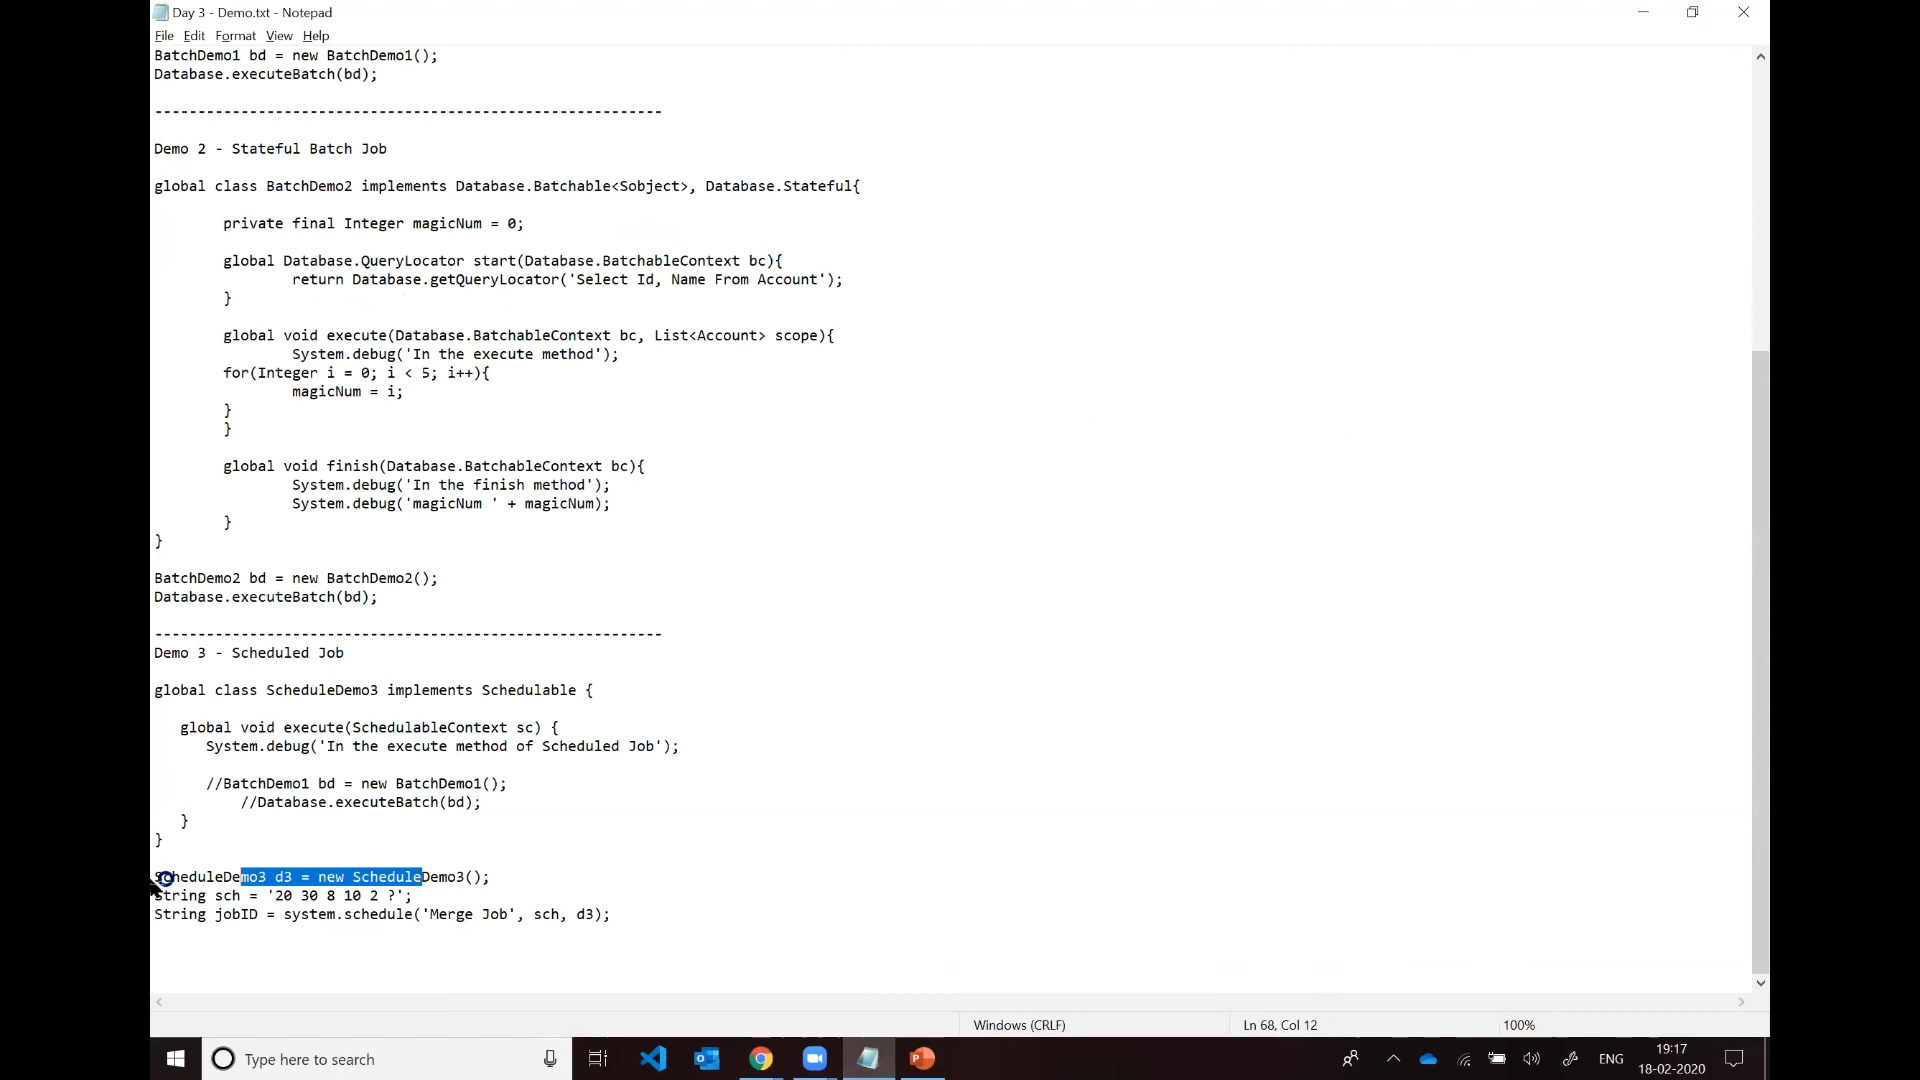 Day 3 - Demo.txt - Notepad
File Edit Format View Help
BatchDemo1 bd = new BatchDemo1();
Database.executeBatch(bd);
-----------------------------------------------------------
Demo 2 - Stateful Batch Job
global class BatchDemo2 implements Database.Batchable<Sobject>, Database.Stateful{
private final Integer magicNum = 0;
global Database.QueryLocator start(Database.BatchableContext bc){
return Database.getQueryLocator('Select Id, Name From Account');
}
global void execute(Database.BatchableContext bc, List<Account> scope){
System.debug('In the execute method');
for(Integer i = 0; i < 5; i++){
magicNum = i;
}
}
global void finish(Database.BatchableContext bc){
System.debug('In the finish method');
System.debug('magicNum ' + magicNum);
}
}
BatchDemo2 bd = new BatchDemo2();
Database.executeBatch(bd);
-----------------------------------------------------------
Demo 3 - Scheduled Job
global class ScheduleDemo3 implements Schedulable {
global void execute(SchedulableContext sc) {
System.debug('In the execute method of Scheduled Job');
//BatchDemo1 bd = new BatchDemo1();
//Database.executeBatch(bd);
}
}
ScheduleDemo3 d3 = new ScheduleDemo3();
String sch = '20 30 8 10 2 ?';
String jobID = system.schedule('Merge Job', sch, d3);
Windows (CRLF) Ln 68, Col 12 100%
Type here to search
ENG
19:17
18-02-2020